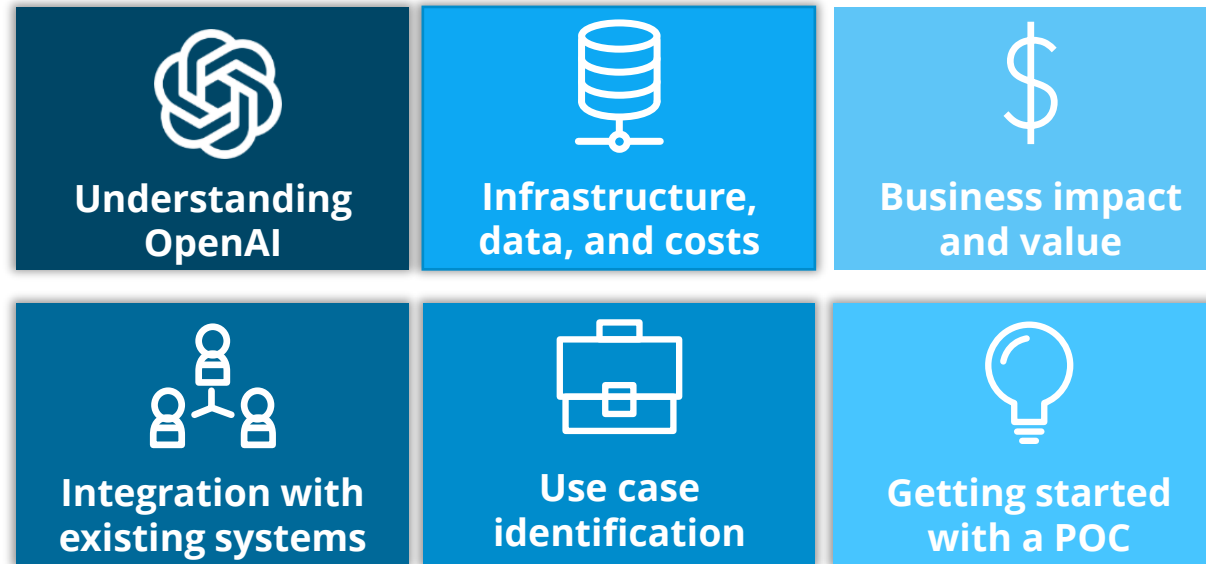 Understanding
OpenAI
Infrastructure,
data, and costs
Business impact
and value
Integration with
existing systems
Use case
identification
Getting started
with a POC